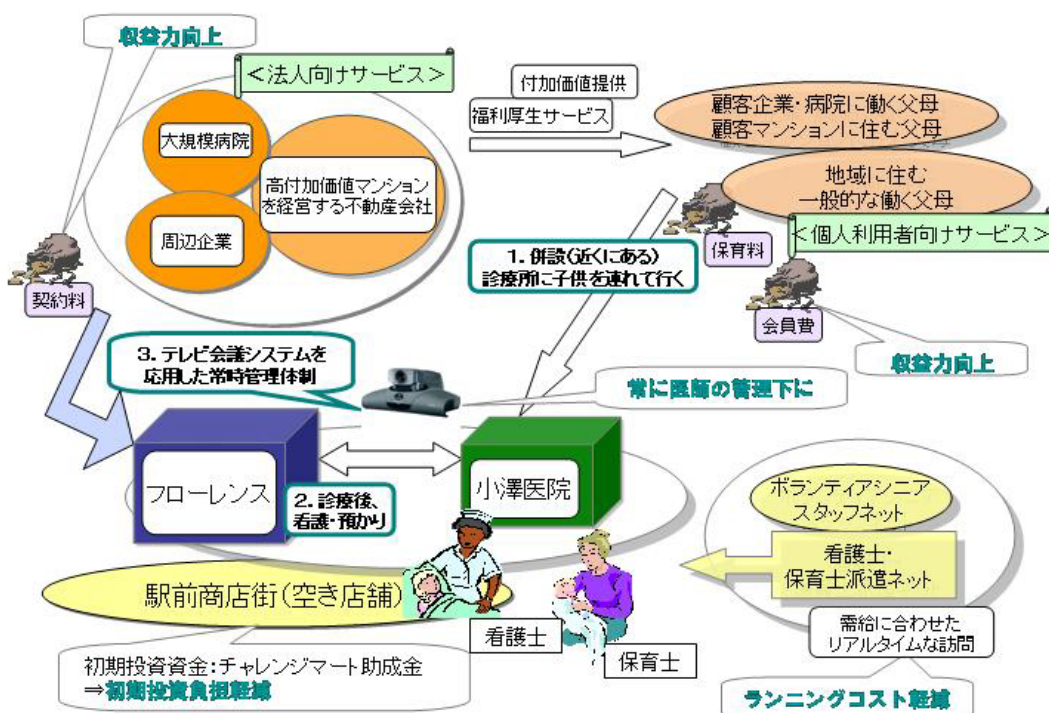 収益力向上
＜法人向けサービス＞
大規模病院
高付加価値マンション
を経営する不動産会社
周辺企業
契約料
付加価値提供
福利厚生サービス
顧客企業・病院に働く父母
顧客マンションに住む父母
地域に住む
一般的な働く父母
＜個人利用者向けサービス＞
保育料
会員費
収益力向上
1. 併設(近くにある)
診療所に子供を連れて行く
3. テレビ会議システムを
応用した常時管理体制
常に医師の管理下に
フローレンス
2. 診療後、
看護・預かり
小澤医院
ボランティアシニア
スタッフネット
看護士・
保育士派遣ネット
需給に合わせた
リアルタイムな訪問
ランニングコスト軽減
駅前商店街(空き店舗)
看護士
保育士
初期投資資金：チャレンジマート助成金
⇒初期投資負担軽減